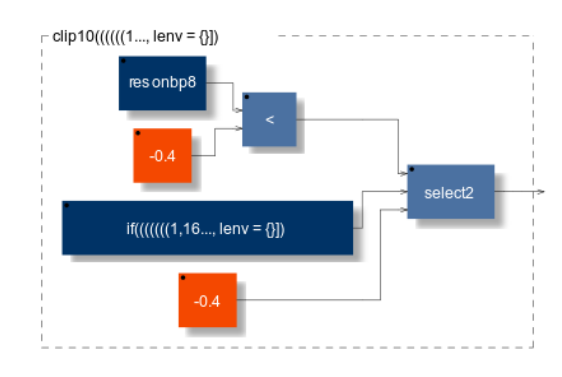 clip10((((((1..., lenv = {}])
resonbp8
<
-0.4
select2
if(((((((1,16..., lenv = {}])
-0.4